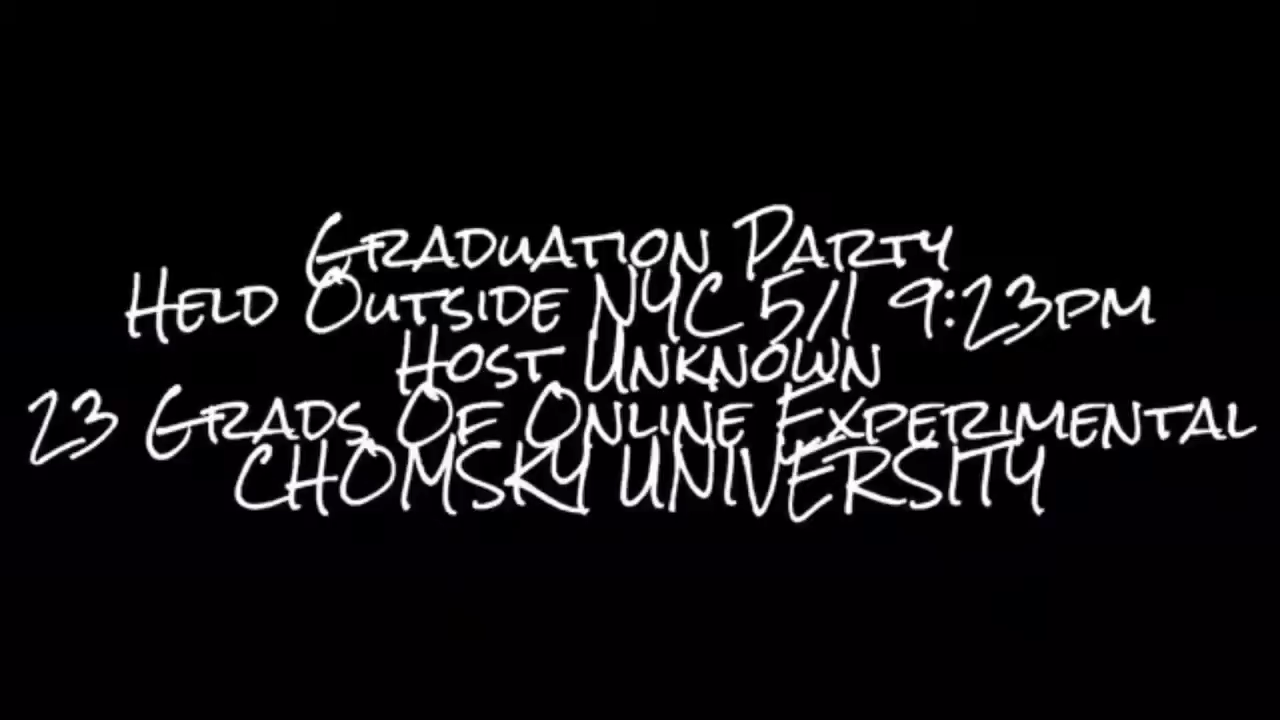 Graduation Party
Held Outside NYC 5/1 9:23pm
Host Unknown
23 Grads Of Online Experimental
CHOMSKY UNIVERSITY